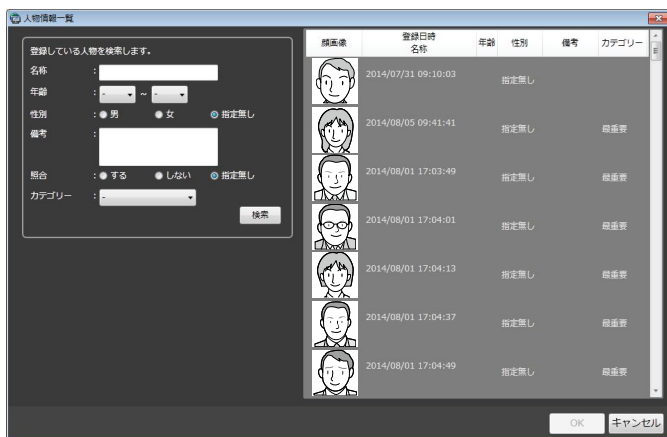 人物情報一覧
登録している人物を検索します。
名称 :
年齢 : - ~ -
性別 : 男 女 指定無し
備考 :
照合 : する しない 指定無し
カテゴリー : -
検索
顔画像 登録日時 名称 年齢 性別 備考 カテゴリー
2014/07/31 09:10:03
指定無し
2014/08/05 09:41:41
指定無し 最重要
2014/08/01 17:03:49
指定無し 最重要
2014/08/01 17:04:01
指定無し 最重要
2014/08/01 17:04:13
指定無し 最重要
2014/08/01 17:04:37
指定無し 最重要
2014/08/01 17:04:49
指定無し 最重要
OK キャンセル